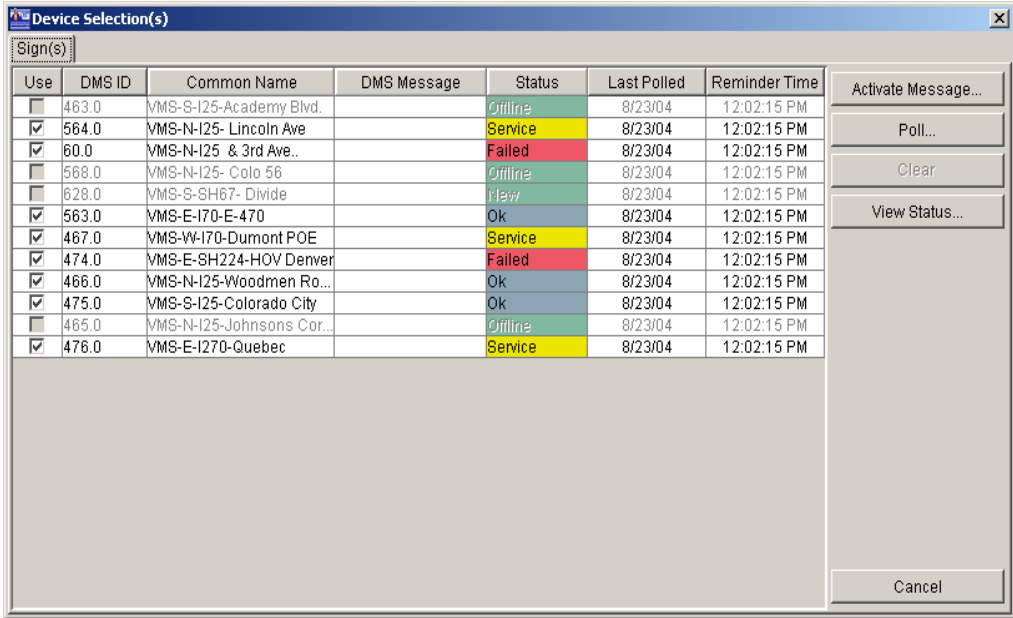 Device Selection(s)
Sign(s)
Use DMS ID Common Name DMS Message Status Last Polled Reminder Time
463.0 VMS-S-I25-Academy Blvd. Offline 8/23/04 12:02:15 PM
564.0 VMS-N-I25- Lincoln Ave Service 8/23/04 12:02:15 PM
60.0 VMS-N-I25 & 3rd Ave.. Failed 8/23/04 12:02:15 PM
568.0 VMS-N-I25- Colo 56 Offline 8/23/04 12:02:15 PM
628.0 VMS-S-SH67- Divide New 8/23/04 12:02:15 PM
563.0 VMS-E-I70-E-470 Ok 8/23/04 12:02:15 PM
467.0 VMS-W-I70-Dumont POE Service 8/23/04 12:02:15 PM
474.0 VMS-E-SH224-HOV Denver Failed 8/23/04 12:02:15 PM
466.0 VMS-N-I25-Woodmen Ro... Ok 8/23/04 12:02:15 PM
475.0 VMS-S-I25-Colorado City Ok 8/23/04 12:02:15 PM
465.0 VMS-N-I25-Johnsons Cor... Offline 8/23/04 12:02:15 PM
476.0 VMS-E-I270-Quebec Service 8/23/04 12:02:15 PM
Activate Message...
Poll...
Clear
View Status...
Cancel